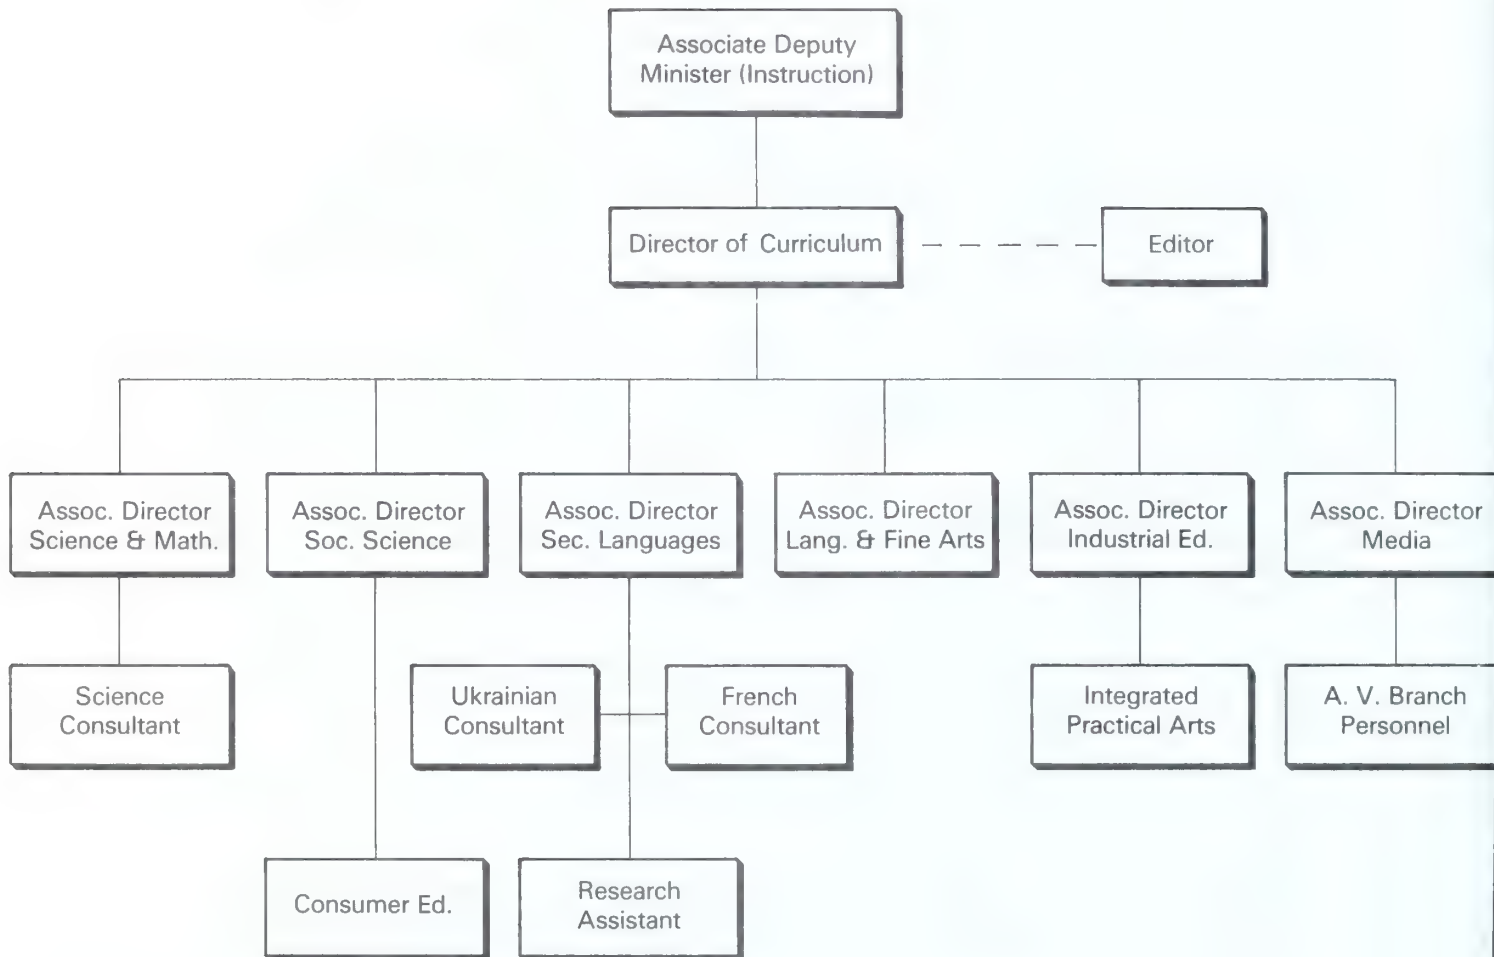 Associate Deputy
Minister (Instruction)
Director of Curriculum
Editor
Assoc. Director
Science & Math.
Assoc. Director
Soc. Science
Assoc. Director
Sec. Languages
Assoc. Director
Lang. & Fine Arts
Assoc. Director
Industrial Ed.
Assoc. Director
Media
Science
Consultant
Ukrainian
Consultant
French
Consultant
Integrated
Practical Arts
A. V. Branch
Personnel
Consumer Ed.
Research
Assistant